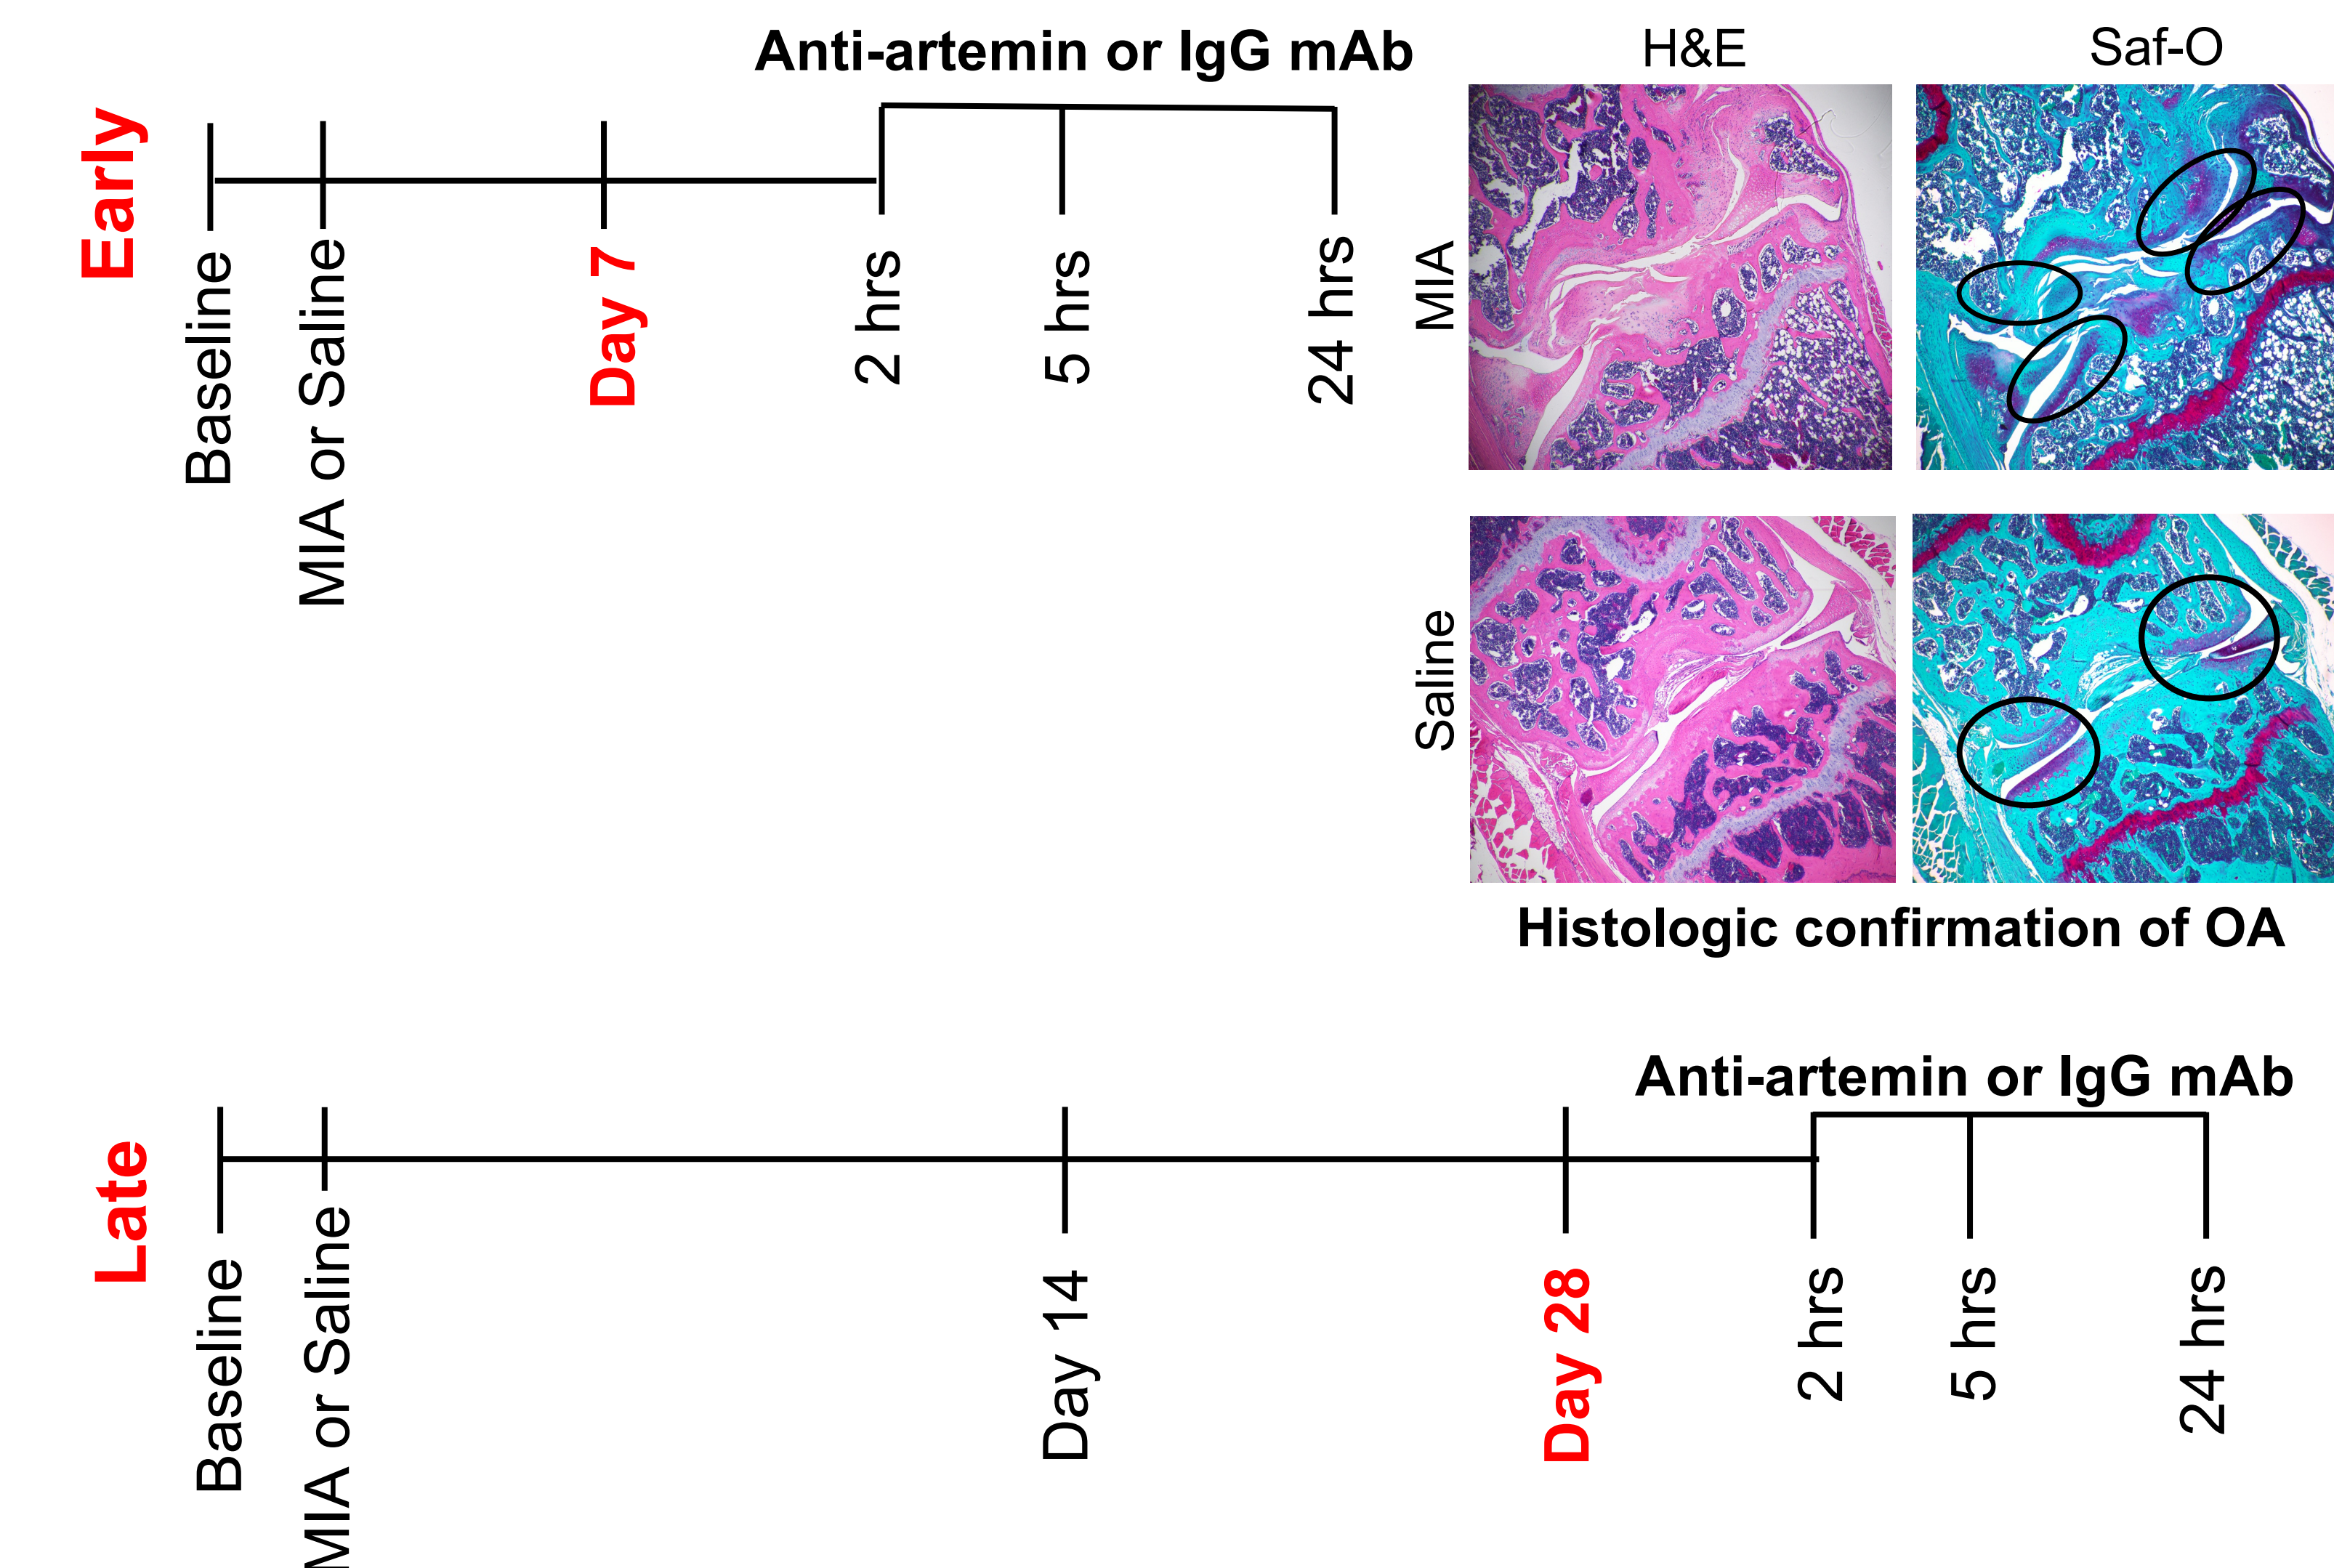 Anti-artemin or IgG mAb
H&E
Saf-O
Early
Baseline
MIA or Saline
Day 7
2 hrs
5 hrs
24 hrs
MIA
Saline
Histologic confirmation of OA
Anti-artemin or IgG mAb
Late
Baseline
MIA or Saline
Day 14
Day 28
2 hrs
5 hrs
24 hrs